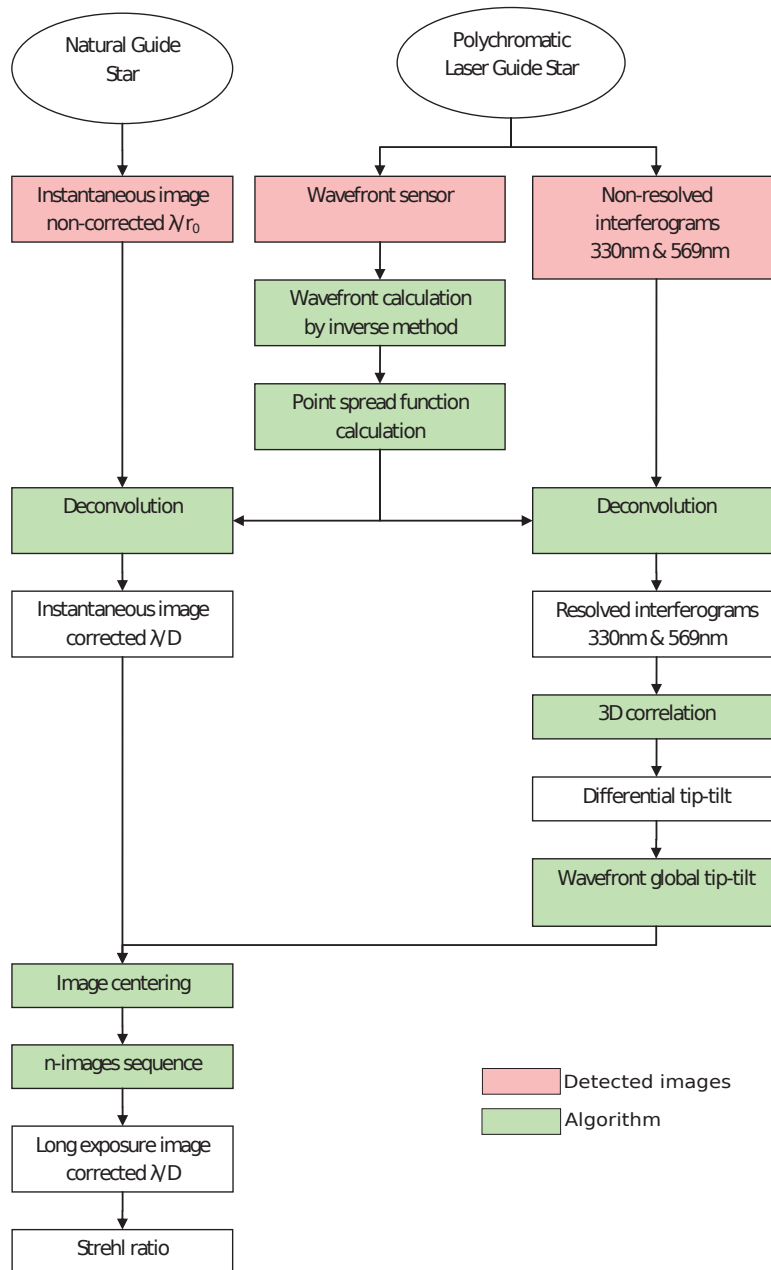 Natural Guide
Star
Polychromatic
Laser Guide Star
Instantaneous image
non-corrected λ/r₀
Wavefront sensor
Non-resolved
interferograms
330nm & 569nm
Wavefront calculation
by inverse method
Point spread function
calculation
Deconvolution
Deconvolution
Instantaneous image
corrected λ/D
Resolved interferograms
330nm & 569nm
3D correlation
Differential tip-tilt
Wavefront global tip-tilt
Image centering
n-images sequence
Long exposure image
corrected λ/D
Strehl ratio
Detected images
Algorithm